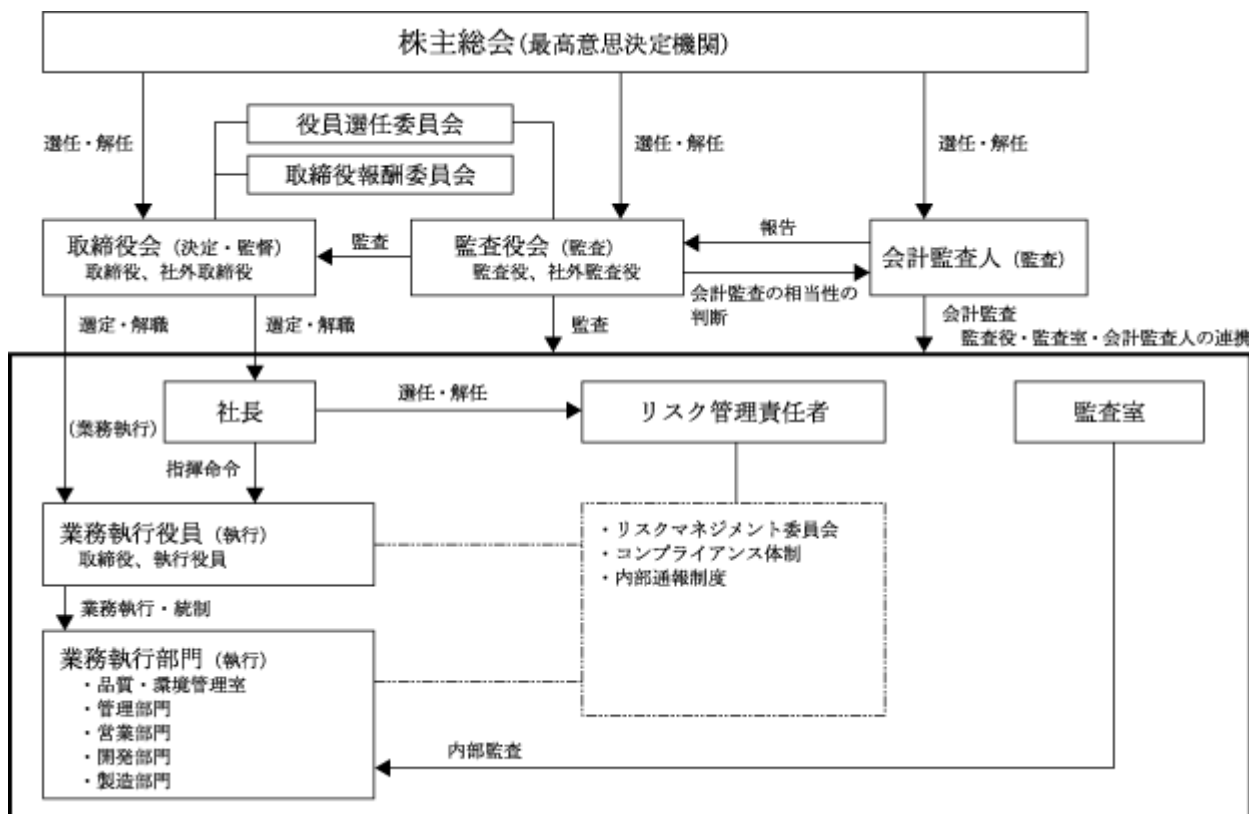 株主総会(最高意思決定機関)
役員選任委員会
選任・解任
選任・解任
選任・解任
取締役報酬委員会
取締役会(決定・監督)
取締役、社外取締役
監査
監査役会(監査)
監査役、社外監査役
報告
会計監査人(監査)
会計監査の相当性の
判断
選定・解職
選定・解職
監査
会計監査
監査役・監査室・会計監査人の連携
社長
選任・解任
リスク管理責任者
監査室
(業務執行)
指揮命令
業務執行役員(執行)
取締役、執行役員
・リスクマネジメント委員会
・コンプライアンス体制
・内部通報制度
業務執行・統制
業務執行部門(執行)
・品質・環境管理室
・管理部門
・営業部門
・開発部門
・製造部門
内部監査